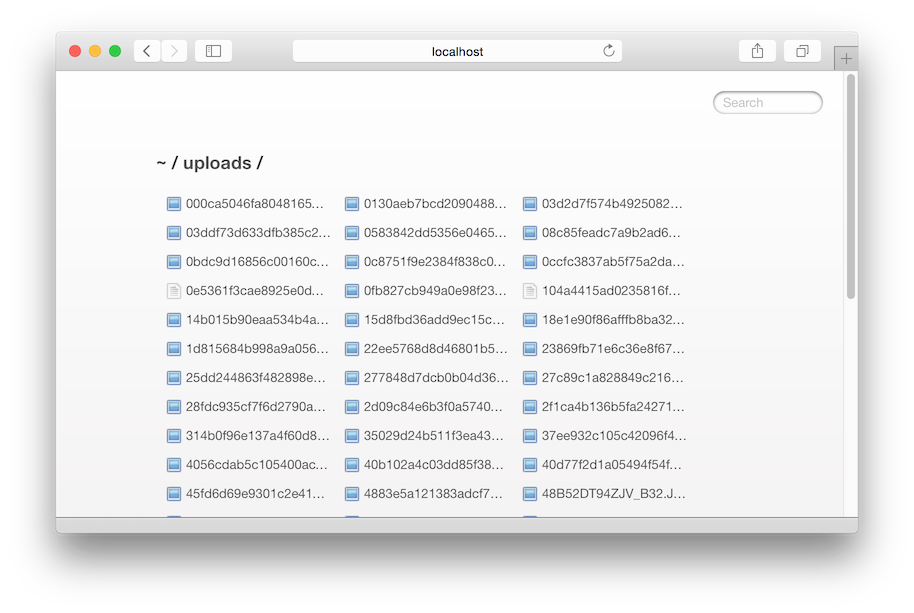 localhost
Search
~ / uploads /
000ca5046fa8048165... 0130aeb7bcd2090488... 03d2d7f574b4925082...
03ddf73d633dfb385c2... 0583842dd5356e0465... 08c85feadc7a9b2ad6...
0bdc9d16856c00160c... 0c8751f9e2384f838c0... 0ccfc3837ab5f75a2da...
0e5361f3cae8925e0d... 0fb827cb949a0e98f23... 104a4415ad0235816f...
14b015b90eaa534b4a... 15d8fbd36add9ec15c... 18e1e90f86afffb8ba32...
1d815684b998a9a056... 22ee5768d8d46801b5... 23869fb71e6c36e8f67...
25dd244863f482898e... 277848d7dcb0b04d36... 27c89c1a828849c216...
28fdc935cf7f6d2790a... 2d09c84e6b3f0a5740... 2f1ca4b136b5fa24271...
314b0f96e137a4f60d8... 35029d24b511f3ea43... 37ee932c105c42096f4...
4056cdab5c105400ac... 40b102a4c03dd85f38... 40d77f2d1a05494f54f...
45fd6d69e9301c2e41... 4883e5a121383adcf7... 48B52DT94ZJV_B32.J...